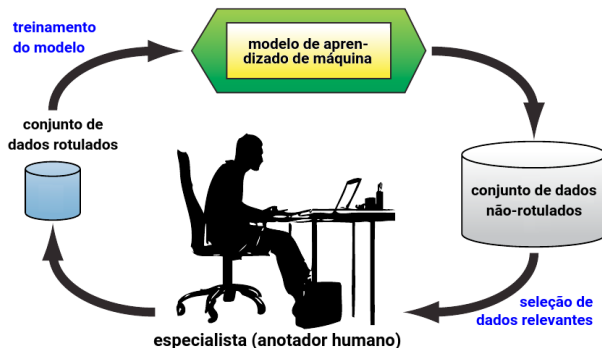 treinamento
do modelo
modelo de apren-
dizado de máquina
conjunto de
dados rotulados
conjunto de dados
não-rotulados
seleção de
dados relevantes
especialista (anotador humano)